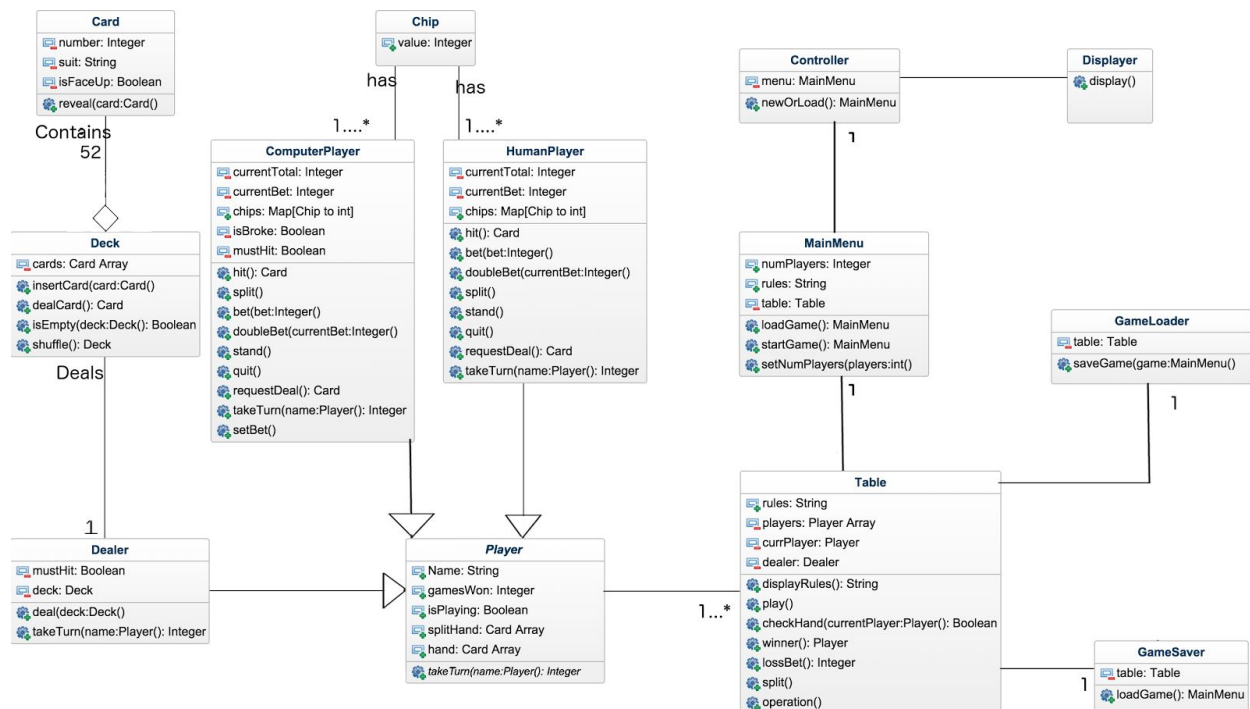 Card
number: Integer
suit: String
isFaceUp: Boolean
reveal(card:Card()
Contains
52
Deck
cards: Card Array
insertCard(card:Card()
dealCard(): Card
isEmpty(deck:Deck(): Boolean
shuffle(): Deck
Deals
1
Dealer
mustHit: Boolean
deck: Deck
deal(deck:Deck()
takeTurn(name:Player(): Integer
Chip
value: Integer
has
has
1....*
1....*
ComputerPlayer
currentTotal: Integer
currentBet: Integer
chips: Map[Chip to int]
isBroke: Boolean
mustHit: Boolean
hit(): Card
split()
bet(bet:Integer()
doubleBet(currentBet:Integer()
stand()
quit()
requestDeal(): Card
takeTurn(name:Player(): Integer
setBet()
HumanPlayer
currentTotal: Integer
currentBet: Integer
chips: Map[Chip to int]
hit(): Card
bet(bet:Integer()
doubleBet(currentBet:Integer()
split()
stand()
quit()
requestDeal(): Card
takeTurn(name:Player(): Integer
Player
Name: String
gamesWon: Integer
isPlaying: Boolean
splitHand: Card Array
hand: Card Array
takeTurn(name:Player(): Integer
1...*
Controller
menu: MainMenu
newOrLoad(): MainMenu
1
Displayer
display()
MainMenu
numPlayers: Integer
rules: String
table: Table
loadGame(): MainMenu
startGame(): MainMenu
setNumPlayers(players:int()
1
GameLoader
table: Table
saveGame(game:MainMenu()
1
Table
rules: String
players: Player Array
currPlayer: Player
dealer: Dealer
displayRules(): String
play()
checkHand(currentPlayer:Player(): Boolean
winner(): Player
lossBet(): Integer
split()
operation()
1
GameSaver
table: Table
loadGame(): MainMenu